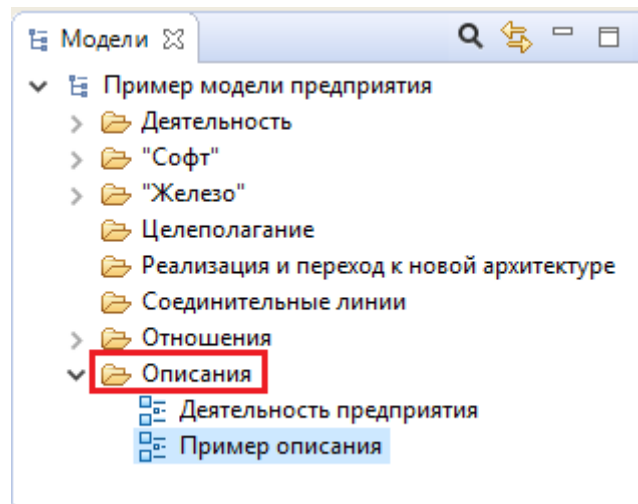 Модели
Пример модели предприятия
Деятельность
"Софт"
"Железо"
Целеполагание
Реализация и переход к новой архитектуре
Соединительные линии
Отношения
Описания
Деятельность предприятия
Пример описания